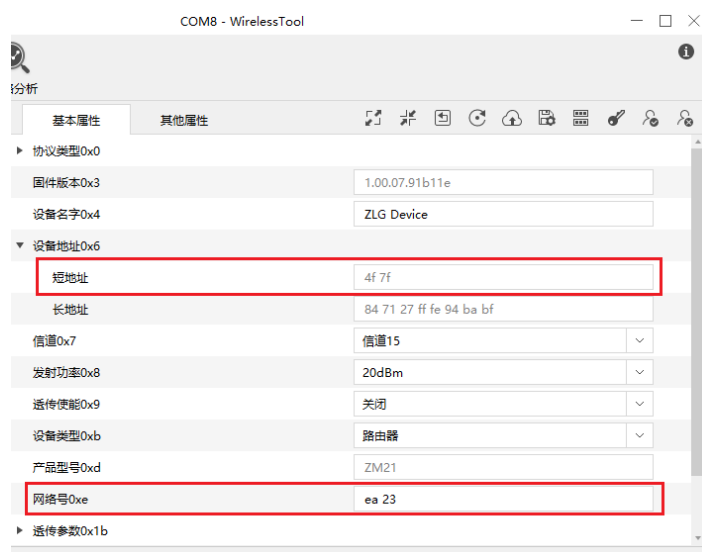 COM8 - WirelessTool
分析
基本属性 其他属性
协议类型0x0
固件版本0x3 1.00.07.91b11e
设备名字0x4 ZLG Device
设备地址0x6
短地址 4f 7f
长地址 84 71 27 ff fe 94 ba bf
信道0x7 信道15
发射功率0x8 20dBm
透传使能0x9 关闭
设备类型0xb 路由器
产品型号0xd ZM21
网络号0xe ea 23
透传参数0x1b